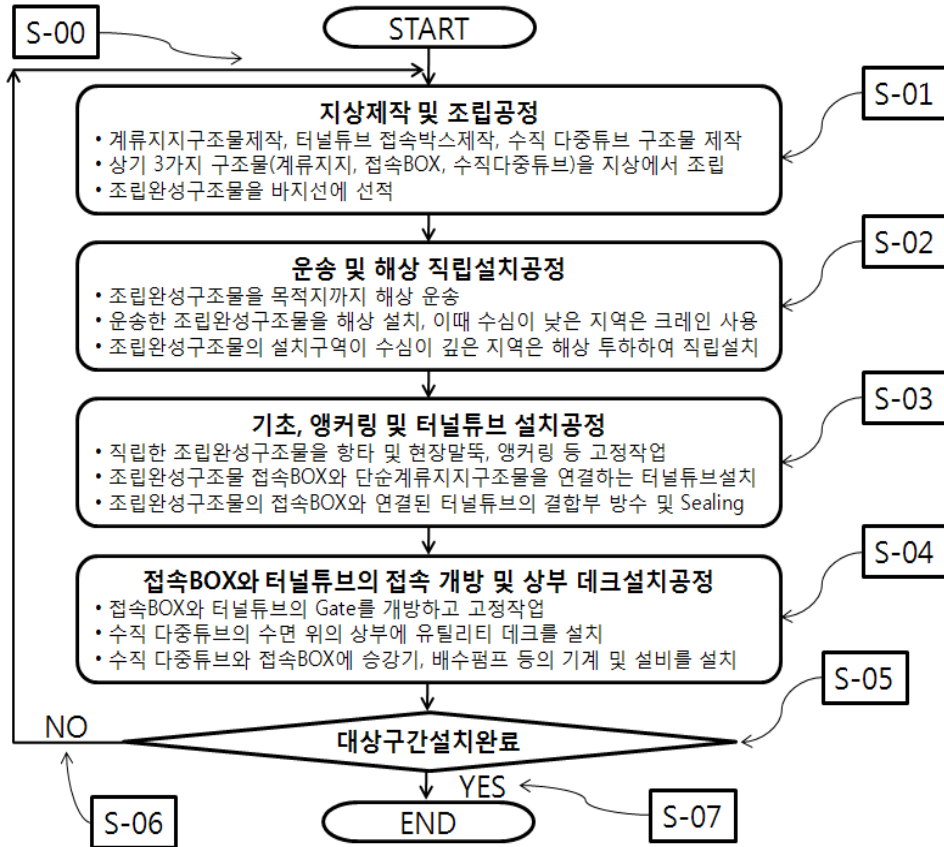 S-00
START
S-01
지상제작 및 조립공정
• 계류지지구조물제작, 터널튜브 접속박스제작, 수직 다중튜브 구조물 제작
• 상기 3가지 구조물(계류지지, 접속BOX, 수직다중튜브)을 지상에서 조립
• 조립완성구조물을 바지선에 선적
S-02
운송 및 해상 직립설치공정
• 조립완성구조물을 목적지까지 해상 운송
• 운송한 조립완성구조물을 해상 설치, 이때 수심이 낮은 지역은 크레인 사용
• 조립완성구조물의 설치구역이 수심이 깊은 지역은 해상 투하하여 직립설치
S-03
기초, 앵커링 및 터널튜브 설치공정
• 직립한 조립완성구조물을 항타 및 현장말뚝, 앵커링 등 고정작업
• 조립완성구조물 접속BOX와 단순계류지지구조물을 연결하는 터널튜브설치
• 조립완성구조물의 접속BOX와 연결된 터널튜브의 결합부 방수 및 Sealing
S-04
접속BOX와 터널튜브의 접속 개방 및 상부 데크설치공정
• 접속BOX와 터널튜브의 Gate를 개방하고 고정작업
• 수직 다중튜브의 수면 위의 상부에 유틸리티 데크를 설치
• 수직 다중튜브와 접속BOX에 승강기, 배수펌프 등의 기계 및 설비를 설치
S-05
NO
대상구간설치완료
YES
S-06
END
S-07